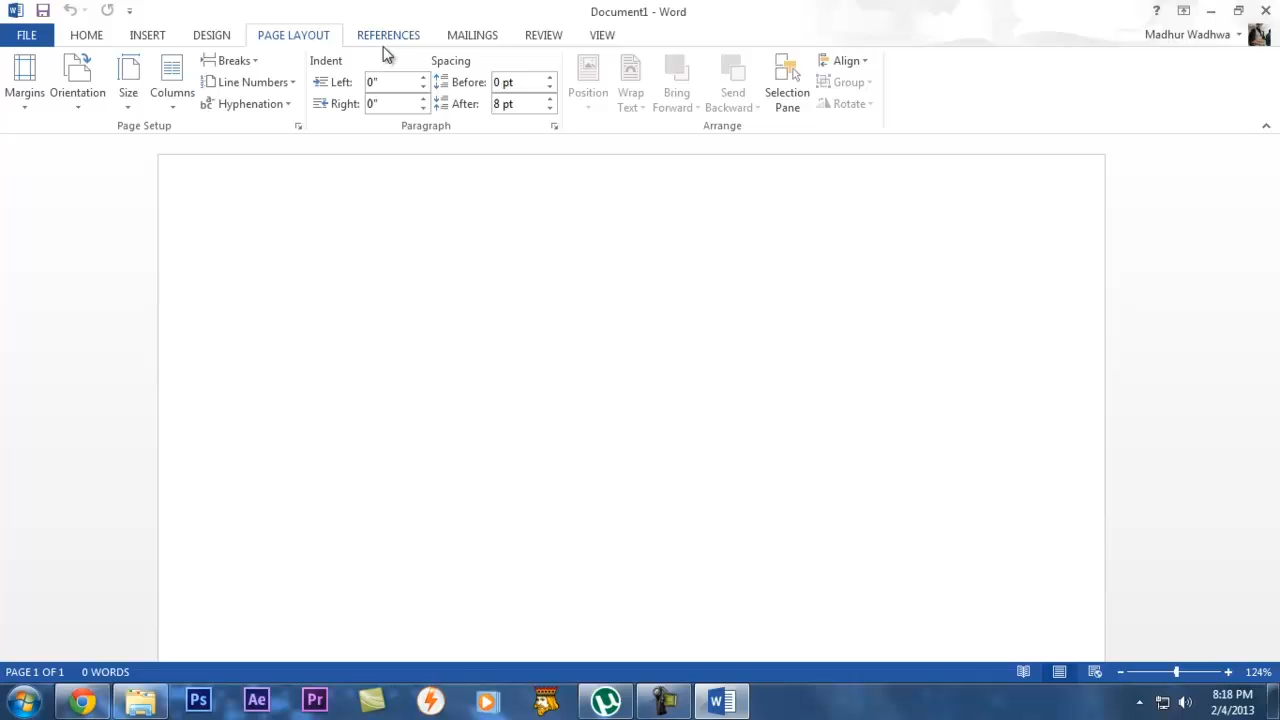 Document1 - Word
?
FILE HOME INSERT DESIGN PAGE LAYOUT REFERENCES MAILINGS REVIEW VIEW Madhur Wadhwa
Margins
Orientation
Size
Columns
Breaks
Line Numbers
Hyphenation
Page Setup
Indent
Left: 0"
Right: 0"
Spacing
Before: 0 pt
After: 8 pt
Paragraph
Position
Wrap
Text
Bring
Forward
Send
Backward
Selection
Pane
Align
Group
Rotate
Arrange
PAGE 1 OF 1 0 WORDS 124%
Ps Ae Pr
8:18 PM
2/4/2013